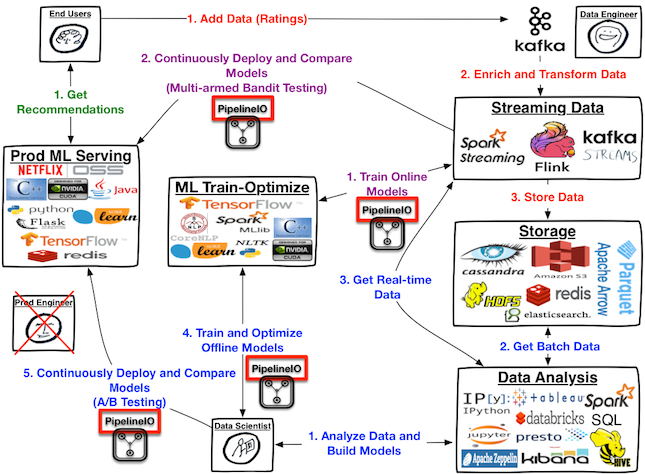 End Users
1. Add Data (Ratings)
kafka
Data Engineer
2. Continuously Deploy and Compare
Models
(Multi-armed Bandit Testing)
2. Enrich and Transform Data
1. Get
Recommendations
PipelineIO
Streaming Data
Spark
Streaming
Flink
kafka
STREAMS
Prod ML Serving
NETFLIX OSS
C++
NVIDIA
CUDA
Java
python
Flask
learn
TensorFlow
redis
ML Train-Optimize
TensorFlow
NLP
Spark
MLlib
C++
CoreNLP
NLTK
learn
NVIDIA
CUDA
1. Train Online
Models
PipelineIO
3. Store Data
Storage
cassandra
Amazon S3
Apache Arrow
Parquet
HDFS
redis
elasticsearch.
3. Get Real-time
Data
Prod Engineer
4. Train and Optimize
Offline Models
PipelineIO
2. Get Batch Data
5. Continuously Deploy and Compare
Models
(A/B Testing)
PipelineIO
Data Scientist
1. Analyze Data and
Build Models
Data Analysis
IP[y]:
IPython
+ableau
Spark
databricks
SQL
jupyter
presto
Apache Zeppelin
kibana
HIVE